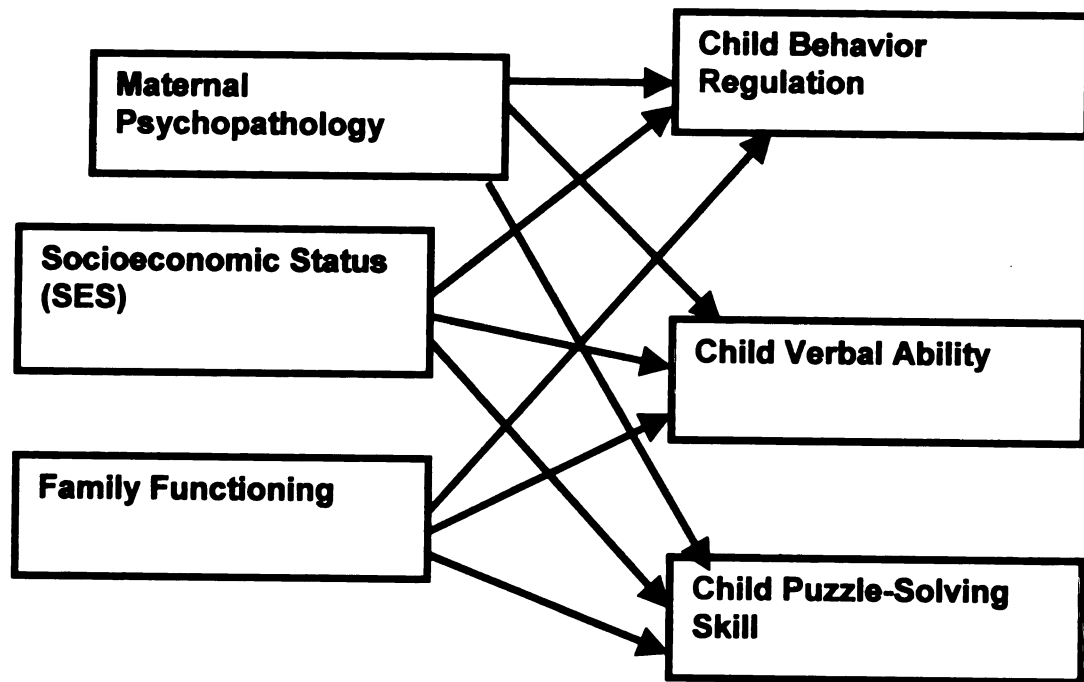 Maternal
Psychopathology
Socioeconomic Status
(SES)
Family Functioning
Child Behavior
Regulation
Child Verbal Ability
Child Puzzle-Solving
Skill